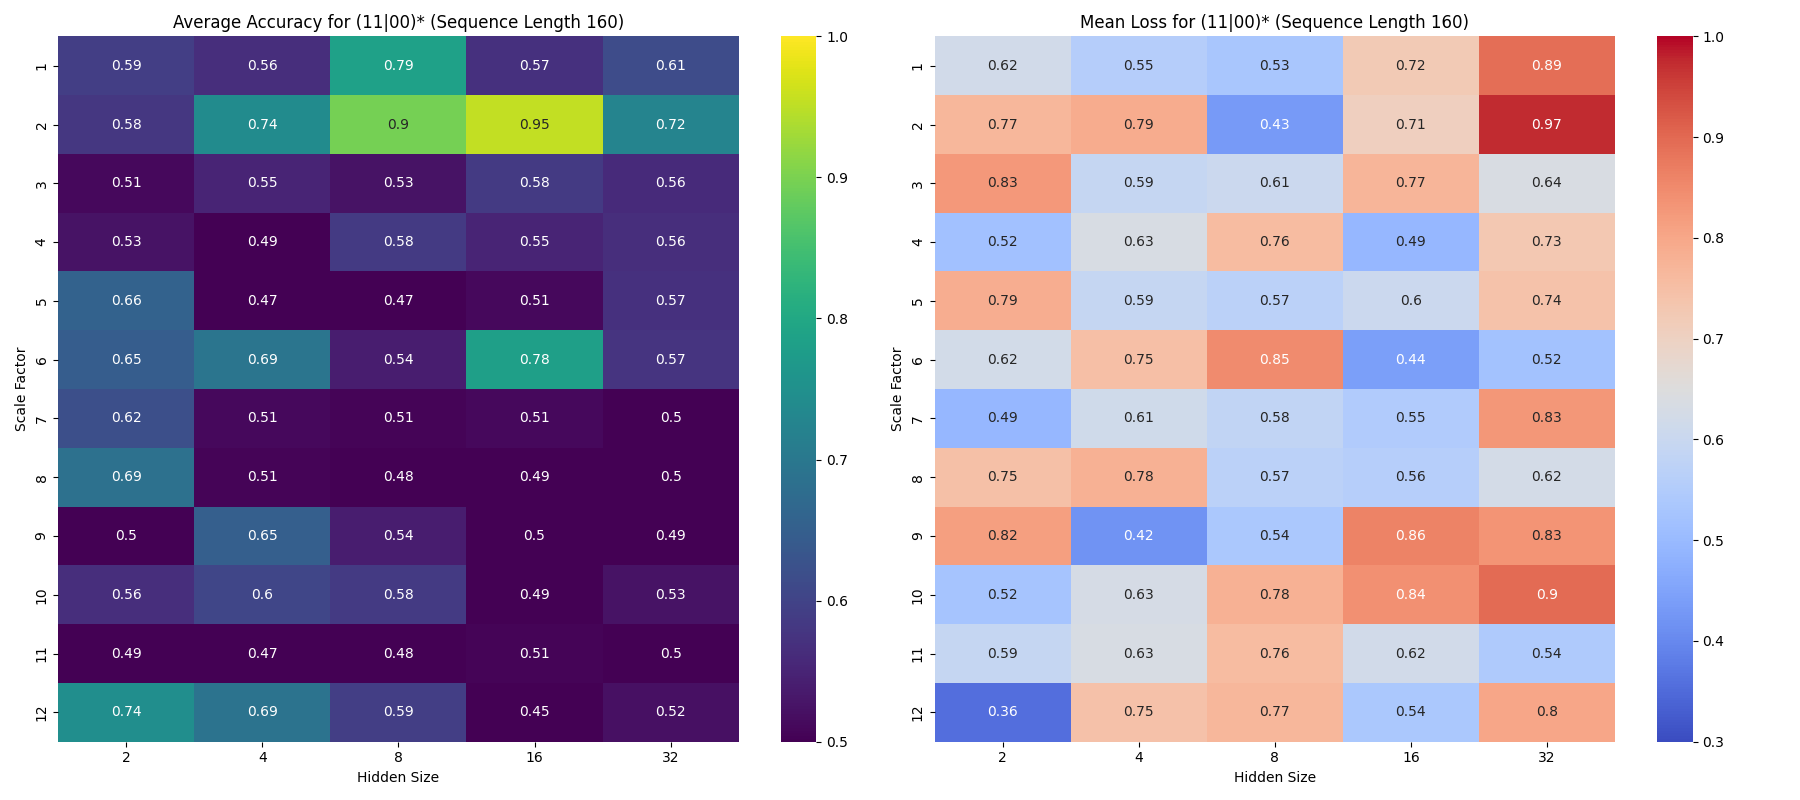 Average Accuracy for (11|00)* (Sequence Length 160)
Scale Factor
1 0.59 0.56 0.79 0.57 0.61
2 0.58 0.74 0.9 0.95 0.72
3 0.51 0.55 0.53 0.58 0.56
4 0.53 0.49 0.58 0.55 0.56
5 0.66 0.47 0.47 0.51 0.57
6 0.65 0.69 0.54 0.78 0.57
7 0.62 0.51 0.51 0.51 0.5
8 0.69 0.51 0.48 0.49 0.5
9 0.5 0.65 0.54 0.5 0.49
10 0.56 0.6 0.58 0.49 0.53
11 0.49 0.47 0.48 0.51 0.5
12 0.74 0.69 0.59 0.45 0.52
2 4 8 16 32
Hidden Size
1.0
0.9
0.8
0.7
0.6
0.5
Mean Loss for (11|00)* (Sequence Length 160)
Scale Factor
1 0.62 0.55 0.53 0.72 0.89
2 0.77 0.79 0.43 0.71 0.97
3 0.83 0.59 0.61 0.77 0.64
4 0.52 0.63 0.76 0.49 0.73
5 0.79 0.59 0.57 0.6 0.74
6 0.62 0.75 0.85 0.44 0.52
7 0.49 0.61 0.58 0.55 0.83
8 0.75 0.78 0.57 0.56 0.62
9 0.82 0.42 0.54 0.86 0.83
10 0.52 0.63 0.78 0.84 0.9
11 0.59 0.63 0.76 0.62 0.54
12 0.36 0.75 0.77 0.54 0.8
2 4 8 16 32
Hidden Size
1.0
0.9
0.8
0.7
0.6
0.5
0.4
0.3